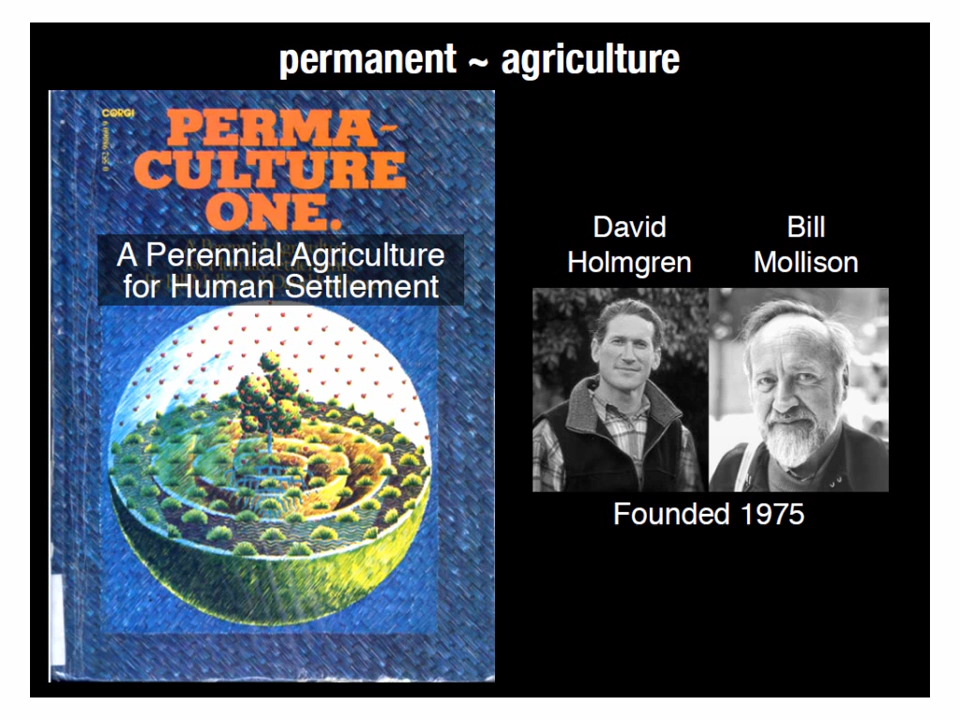 permanent ~ agriculture
CORGI
PERMA-
CULTURE
ONE.
A Perennial Agriculture
for Human Settlement
David
Holmgren
Bill
Mollison
Founded 1975